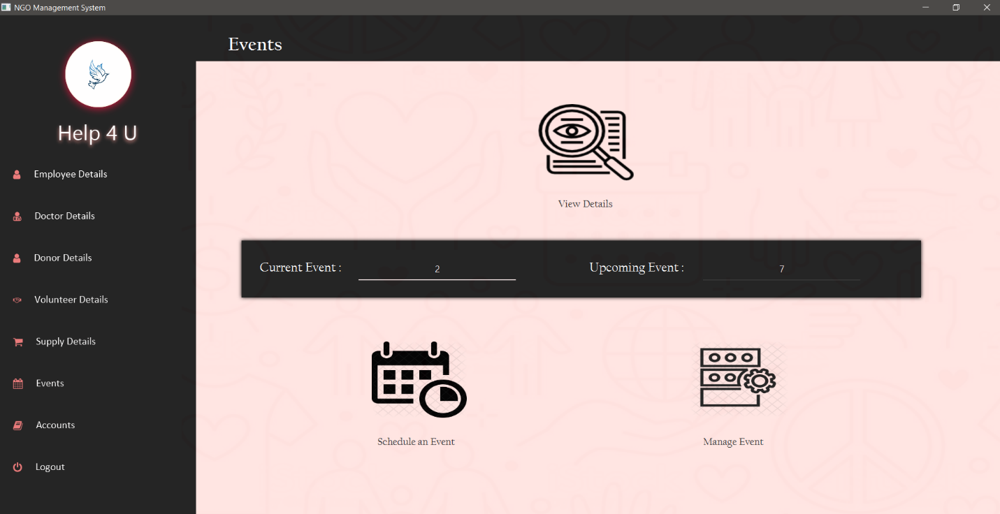 NGO Management System
Help 4 U
Employee Details
Doctor Details
Donor Details
Volunteer Details
Supply Details
Events
Accounts
Logout
Events
View Details
Current Event : 2 Upcoming Event : 7
Schedule an Event
Manage Event